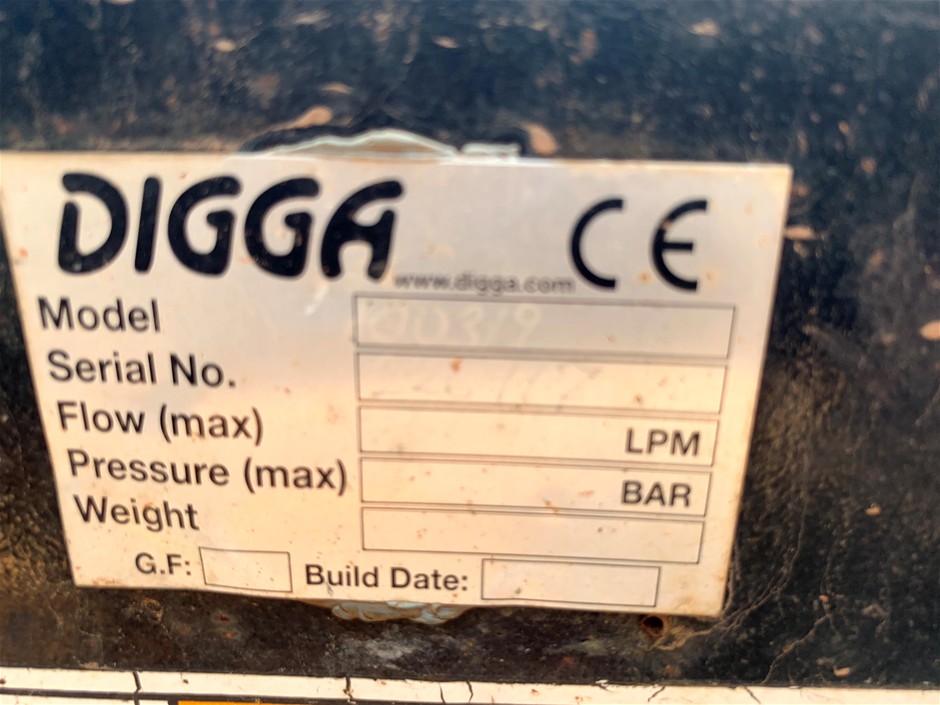 DIGGA CE
www.digga.com
Model
Serial No.
Flow (max) LPM
Pressure (max) BAR
Weight
G.F: Build Date: